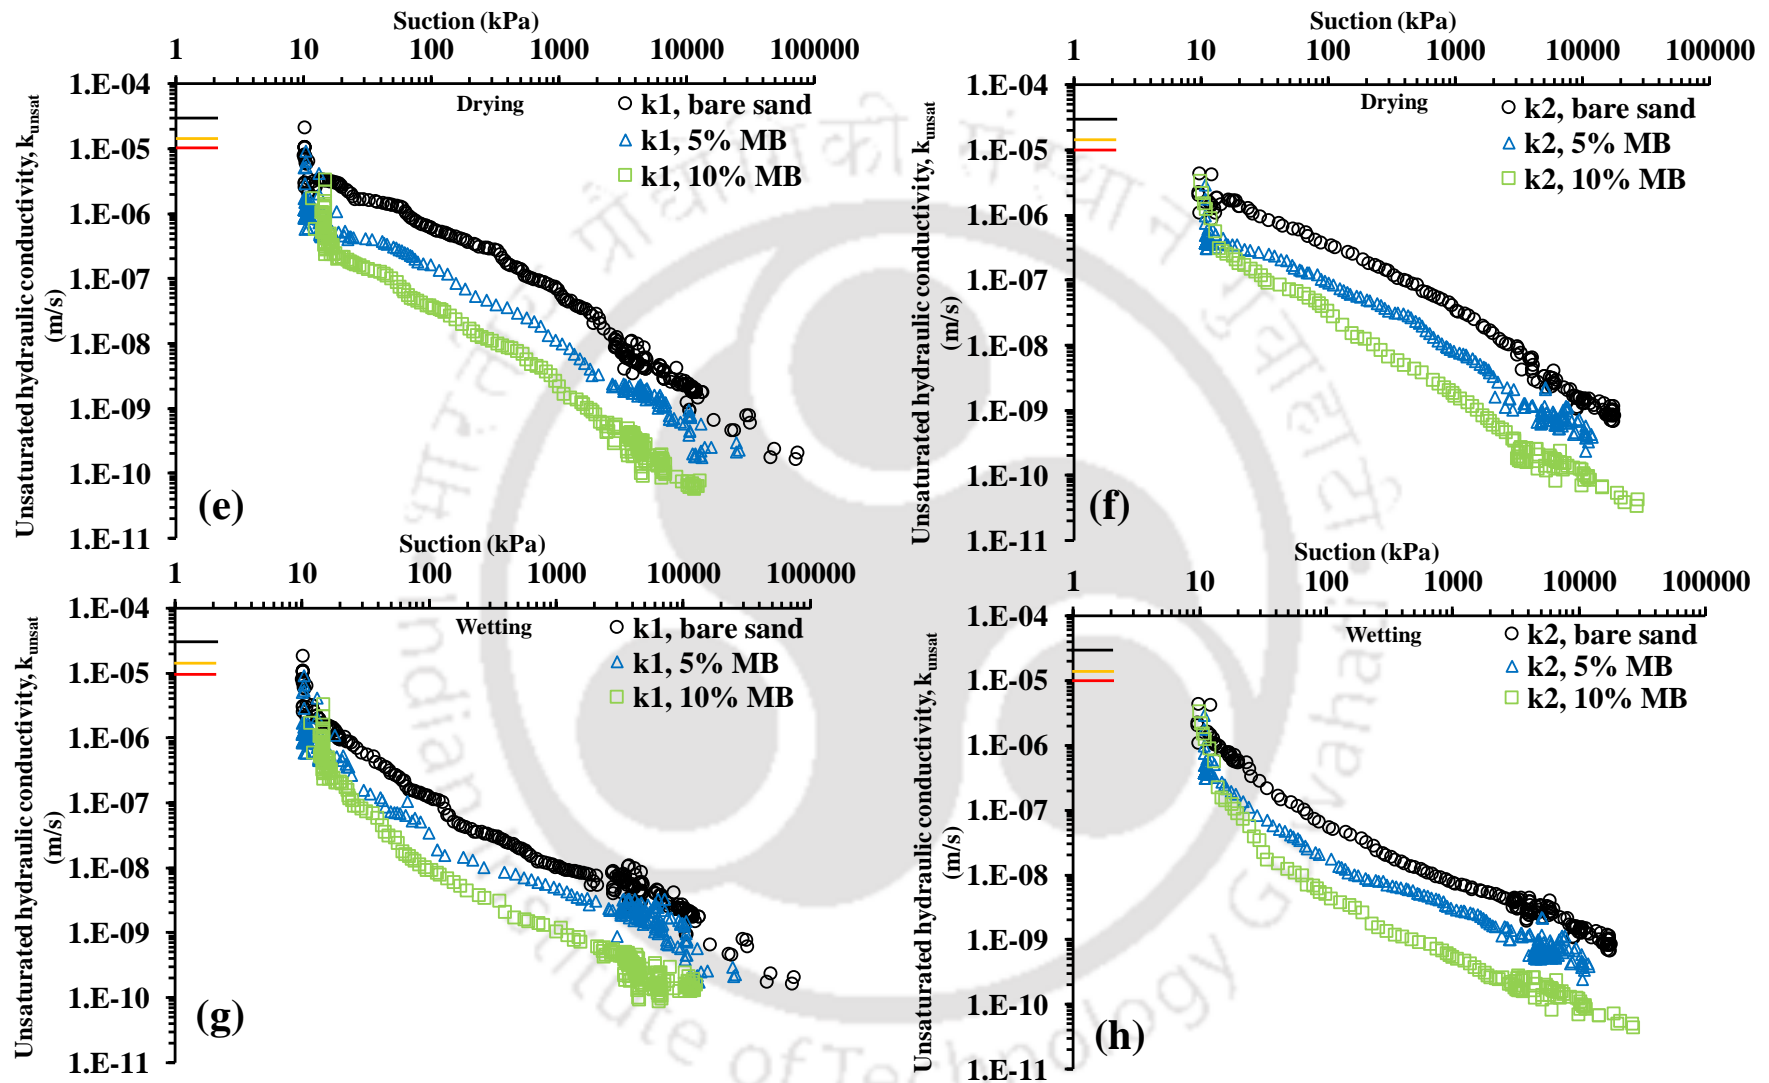 Suction (kPa)
1 10 100 1000 10000 100000
1.E-04
1.E-05
1.E-06
1.E-07
1.E-08
1.E-09
1.E-10
1.E-11
Unsaturated hydraulic conductivity, kunsat
(m/s)
Drying
k1, bare sand
k1, 5% MB
k1, 10% MB
(e)
Suction (kPa)
1 10 100 1000 10000 100000
1.E-04
1.E-05
1.E-06
1.E-07
1.E-08
1.E-09
1.E-10
1.E-11
Unsaturated hydraulic conductivity, kunsat
(m/s)
Drying
k2, bare sand
k2, 5% MB
k2, 10% MB
(f)
Suction (kPa)
1 10 100 1000 10000 100000
1.E-04
1.E-05
1.E-06
1.E-07
1.E-08
1.E-09
1.E-10
1.E-11
Unsaturated hydraulic conductivity, kunsat
(m/s)
Wetting
k1, bare sand
k1, 5% MB
k1, 10% MB
(g)
Suction (kPa)
1 10 100 1000 10000 100000
1.E-04
1.E-05
1.E-06
1.E-07
1.E-08
1.E-09
1.E-10
1.E-11
Unsaturated hydraulic conductivity, kunsat
(m/s)
Wetting
k2, bare sand
k2, 5% MB
k2, 10% MB
(h)
Indian Institute of Technology Guwahati